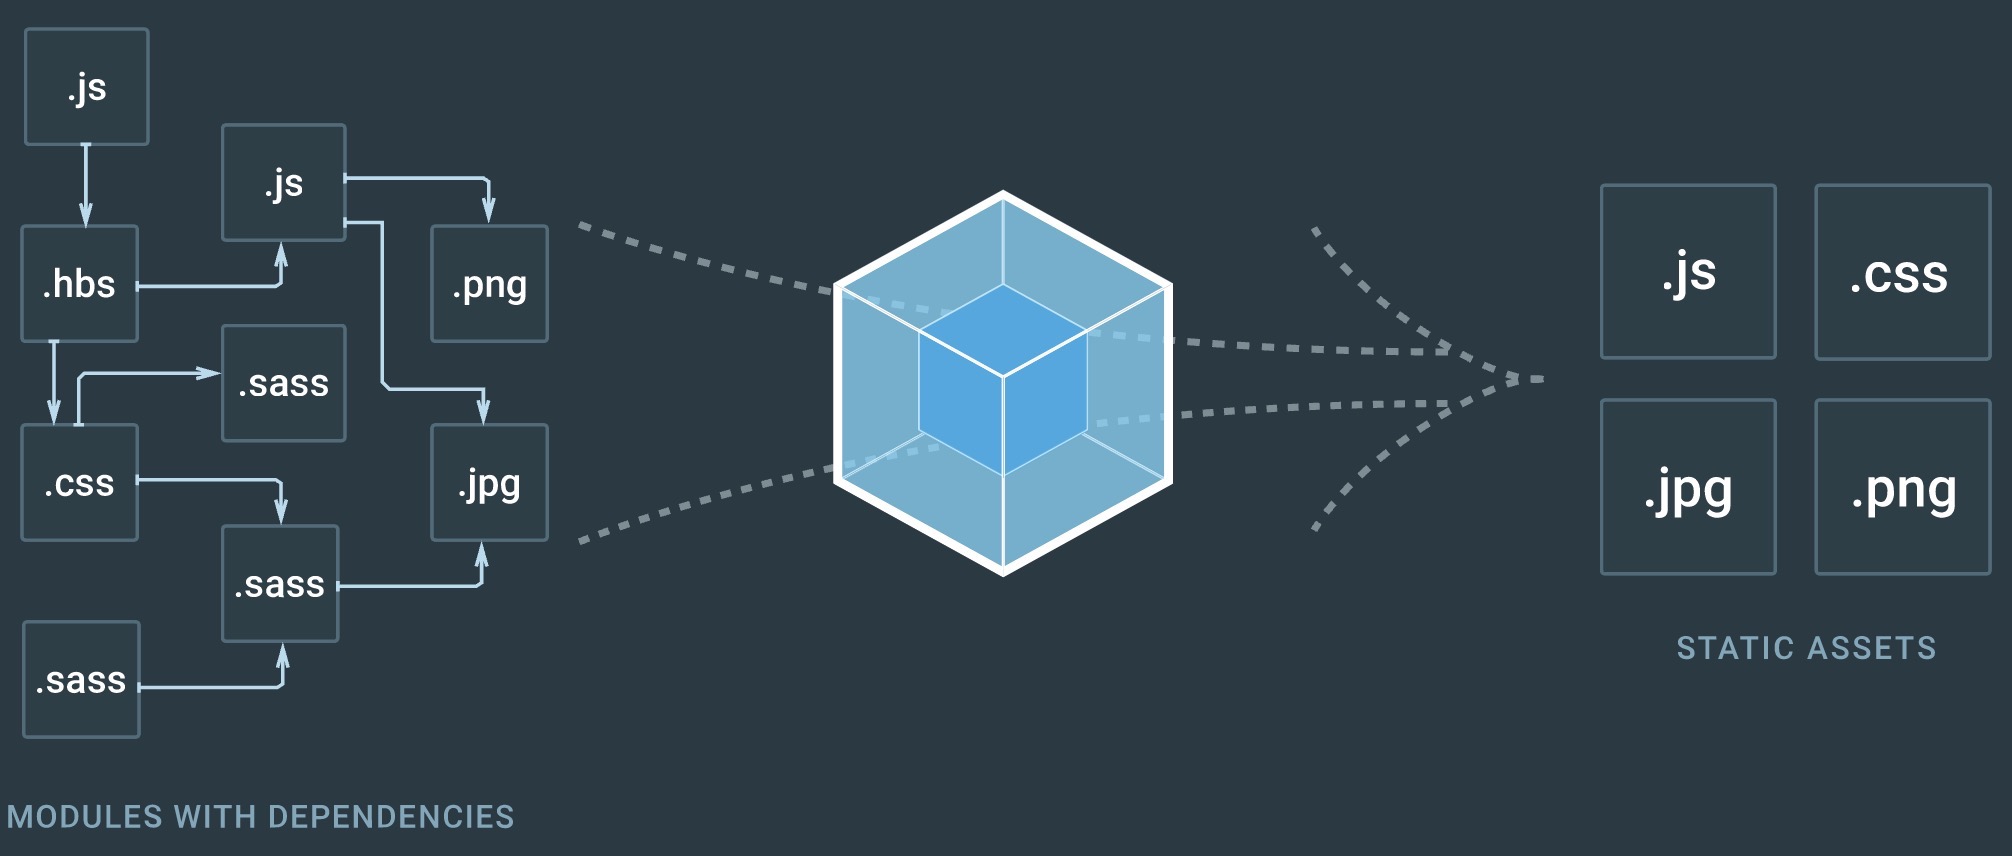 .js
.js
.hbs
.png
.sass
.css
.jpg
.sass
.sass
MODULES WITH DEPENDENCIES
.js
.css
.jpg
.png
STATIC ASSETS